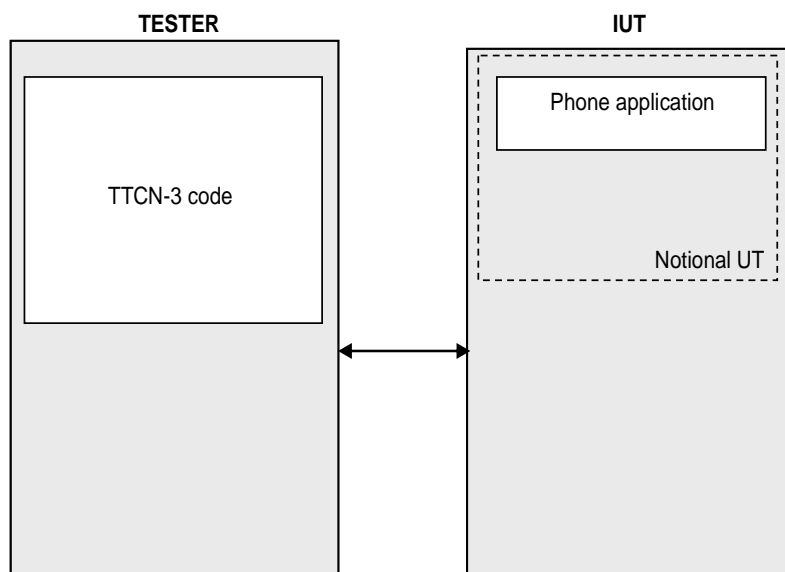 TESTER
IUT
Phone application
TTCN-3 code
Notional UT